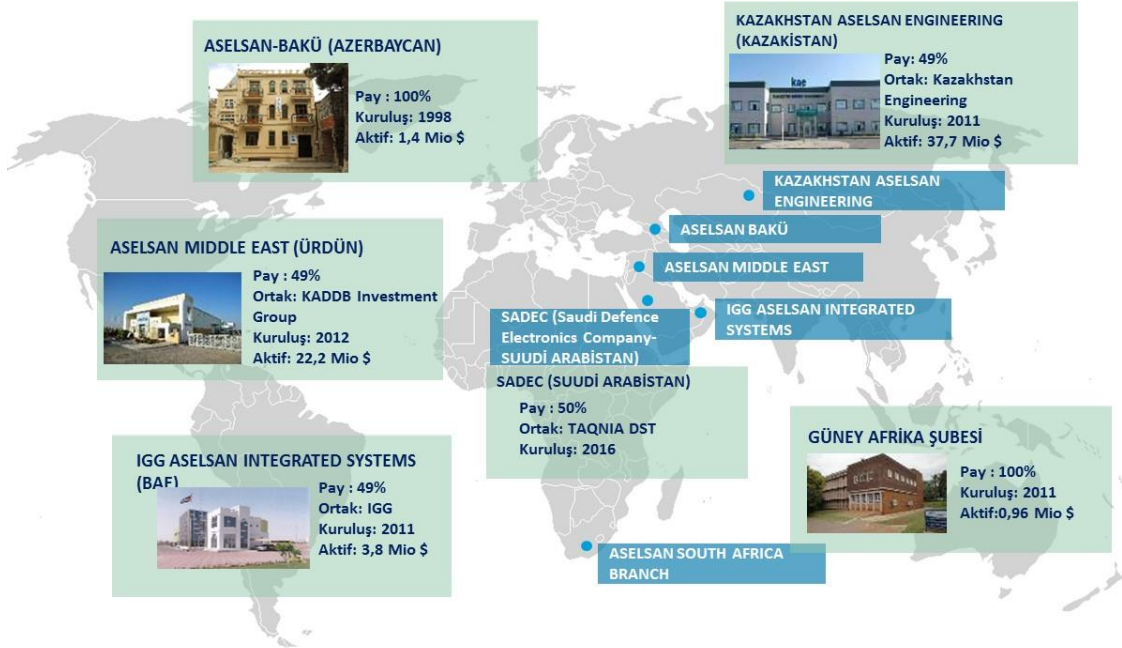 ASELSAN-BAKÜ (AZERBAYCAN)
Pay : 100%
Kuruluş: 1998
Aktif: 1,4 Mio $
KAZAKHSTAN ASELSAN ENGINEERING
(KAZAKİSTAN)
kae
Pay: 49%
Ortak: Kazakhstan
Engineering
Kuruluş: 2011
Aktif: 37,7 Mio $
KAZAKHSTAN ASELSAN
ENGINEERING
ASELSAN BAKÜ
ASELSAN MIDDLE EAST
IGG ASELSAN INTEGRATED
SYSTEMS
SADEC (Saudi Defence
Electronics Company-
SUUDİ ARABİSTAN)
ASELSAN MIDDLE EAST (ÜRDÜN)
Pay : 49%
Ortak: KADDB Investment
Group
Kuruluş: 2012
Aktif: 22,2 Mio $
SADEC (SUUDİ ARABİSTAN)
Pay : 50%
Ortak: TAQNIA DST
Kuruluş: 2016
IGG ASELSAN INTEGRATED SYSTEMS
(BAE)
Pay : 49%
Ortak: IGG
Kuruluş: 2011
Aktif: 3,8 Mio $
GÜNEY AFRİKA ŞUBESİ
Pay : 100%
Kuruluş: 2011
Aktif:0,96 Mio $
ASELSAN SOUTH AFRICA
BRANCH